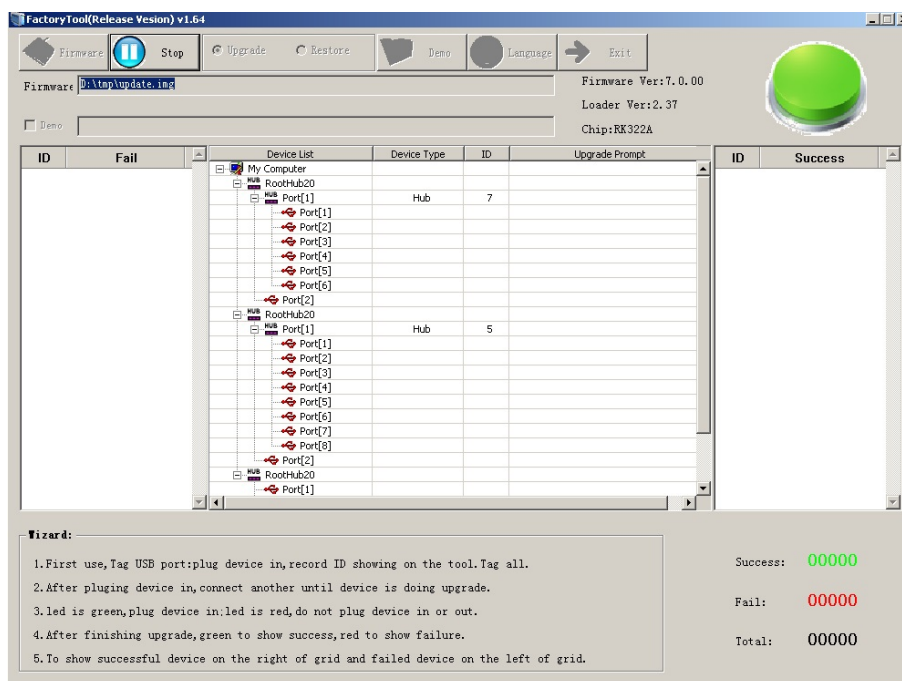 FactoryTool(Release Vesion) v1.64
Firmware
Stop
Upgrade
Restore
Demo
Language
Exit
Firmware D:\tmp\update.img
Firmware Ver:7.0.00
Loader Ver:2.37
Demo
Chip:RK322A
ID Fail
Device List Device Type ID Upgrade Prompt
ID Success
My Computer
HUB RootHub20
HUB Port[1] Hub 7
Port[1]
Port[2]
Port[3]
Port[4]
Port[5]
Port[6]
Port[2]
HUB RootHub20
HUB Port[1] Hub 5
Port[1]
Port[2]
Port[3]
Port[4]
Port[5]
Port[6]
Port[7]
Port[8]
Port[2]
HUB RootHub20
Port[1]
Wizard:
1.First use,Tag USB port:plug device in,record ID showing on the tool.Tag all.
2.After pluging device in,connect another until device is doing upgrade.
3.led is green,plug device in;led is red,do not plug device in or out.
4.After finishing upgrade,green to show success,red to show failure.
5.To show successful device on the right of grid and failed device on the left of grid.
Success: 00000
Fail: 00000
Total: 00000